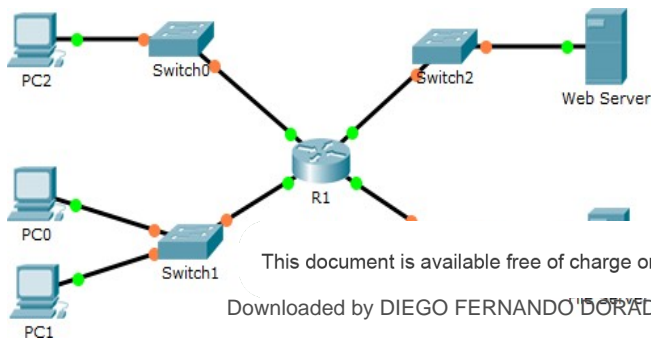 Switch0
PC2
Switch2
Web Server
R1
PC0
Switch1
This document is available free of charge
Downloaded by DIEGO FERNANDO
PC1